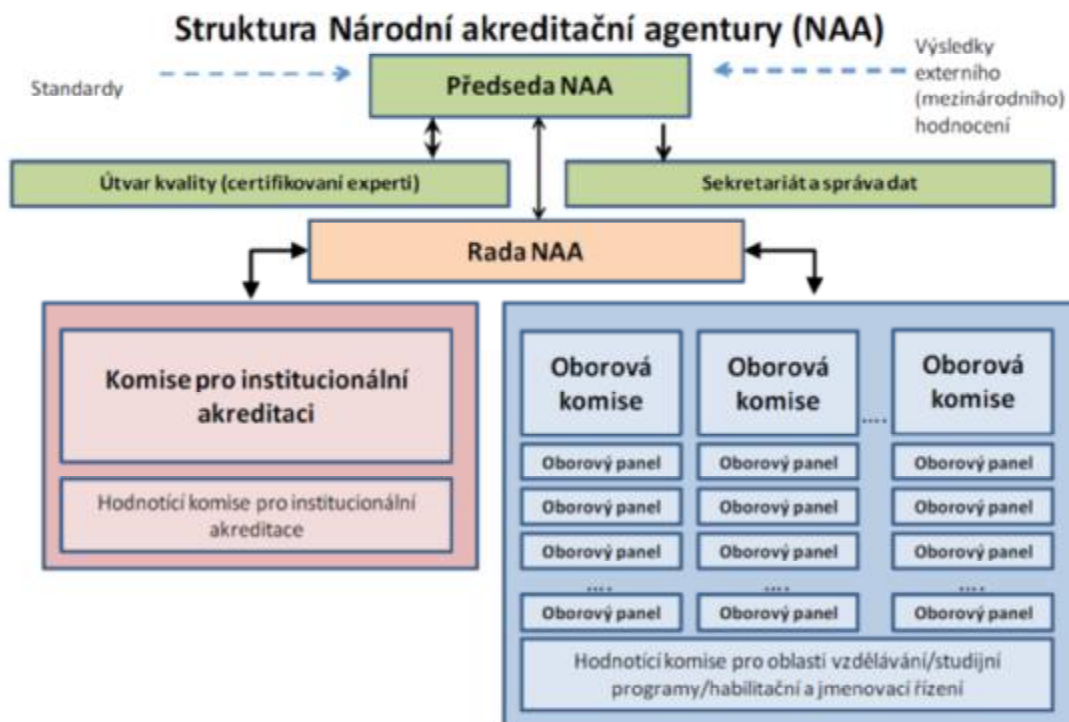 Struktura Národní akreditační agentury (NAA)
Standardy
Předseda NAA
Výsledky
externího
(mezinárodního)
hodnocení
Útvar kvality (certifikovaní experti)
Sekretariát a správa dat
Rada NAA
Komise pro institucionální
akreditaci
Hodnotící komise pro institucionální
akreditace
Oborová
komise
Oborová
komise
....
Oborová
komise
Oborový panel
Oborový panel
Oborový panel
Oborový panel
Oborový panel
Oborový panel
Oborový panel
Oborový panel
Oborový panel
....
....
....
Oborový panel
Oborový panel
Oborový panel
Hodnotící komise pro oblasti vzdělávání/studijní
programy/habilitační a jmenovací řízení